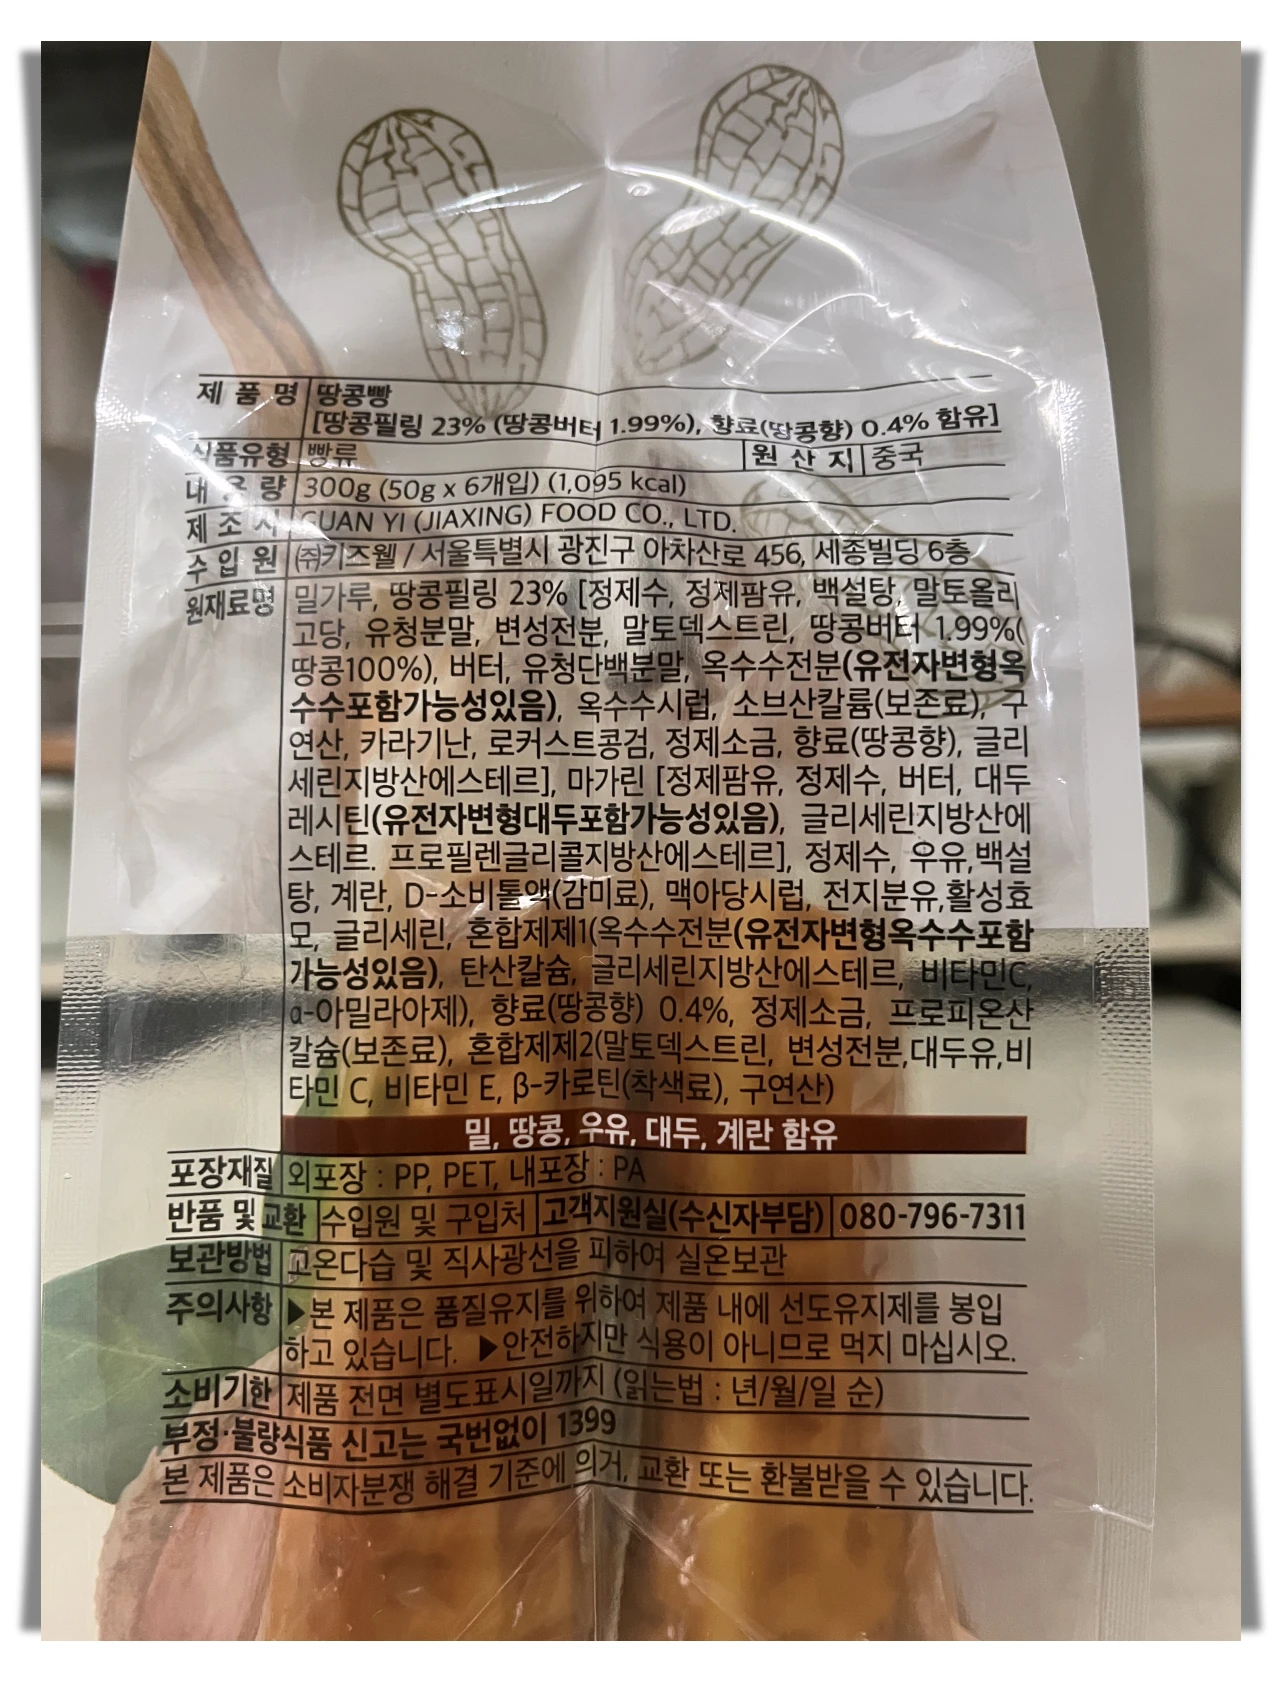 제 품 명 땅콩빵
[땅콩필링 23% (땅콩버터 1.99%), 향료(땅콩향) 0.4% 함유]
식품유형 빵류 원 산 지 중국
내 용 량 300g (50g x 6개입) (1,095 kcal)
제 조 사 GUAN YI (JIAXING) FOOD CO., LTD.
수 입 원 ㈜키즈웰 / 서울특별시 광진구 아차산로 456, 세종빌딩 6층
원재료명 밀가루, 땅콩필링 23% [정제수, 정제팜유, 백설탕, 말토올리
고당, 유청분말, 변성전분, 말토덱스트린, 땅콩버터 1.99%(
땅콩100%), 버터, 유청단백분말, 옥수수전분(유전자변형옥
수수포함가능성있음), 옥수수시럽, 소브산칼륨(보존료), 구
연산, 카라기난, 로커스트콩검, 정제소금, 향료(땅콩향), 글리
세린지방산에스테르], 마가린 [정제팜유, 정제수, 버터, 대두
레시틴(유전자변형대두포함가능성있음), 글리세린지방산에
스테르. 프로필렌글리콜지방산에스테르], 정제수, 우유,백설
탕, 계란, D-소비톨액(감미료), 맥아당시럽, 전지분유,활성효
모, 글리세린, 혼합제제1(옥수수전분(유전자변형옥수수포함
가능성있음), 탄산칼슘, 글리세린지방산에스테르, 비타민C,
α-아밀라아제), 향료(땅콩향) 0.4%, 정제소금, 프로피온산
칼슘(보존료), 혼합제제2(말토덱스트린, 변성전분,대두유,비
타민 C, 비타민 E, β-카로틴(착색료), 구연산)
밀, 땅콩, 우유, 대두, 계란 함유
포장재질 외포장 : PP, PET, 내포장 : PA
반품 및 교환 수입원 및 구입처 고객지원실(수신자부담) 080-796-7311
보관방법 고온다습 및 직사광선을 피하여 실온보관
주의사항 ▶본 제품은 품질유지를 위하여 제품 내에 선도유지제를 봉입
하고 있습니다. ▶안전하지만 식용이 아니므로 먹지 마십시오.
소비기한 제품 전면 별도표시일까지 (읽는법 : 년/월/일 순)
부정·불량식품 신고는 국번없이 1399
본 제품은 소비자분쟁 해결 기준에 의거, 교환 또는 환불받을 수 있습니다.